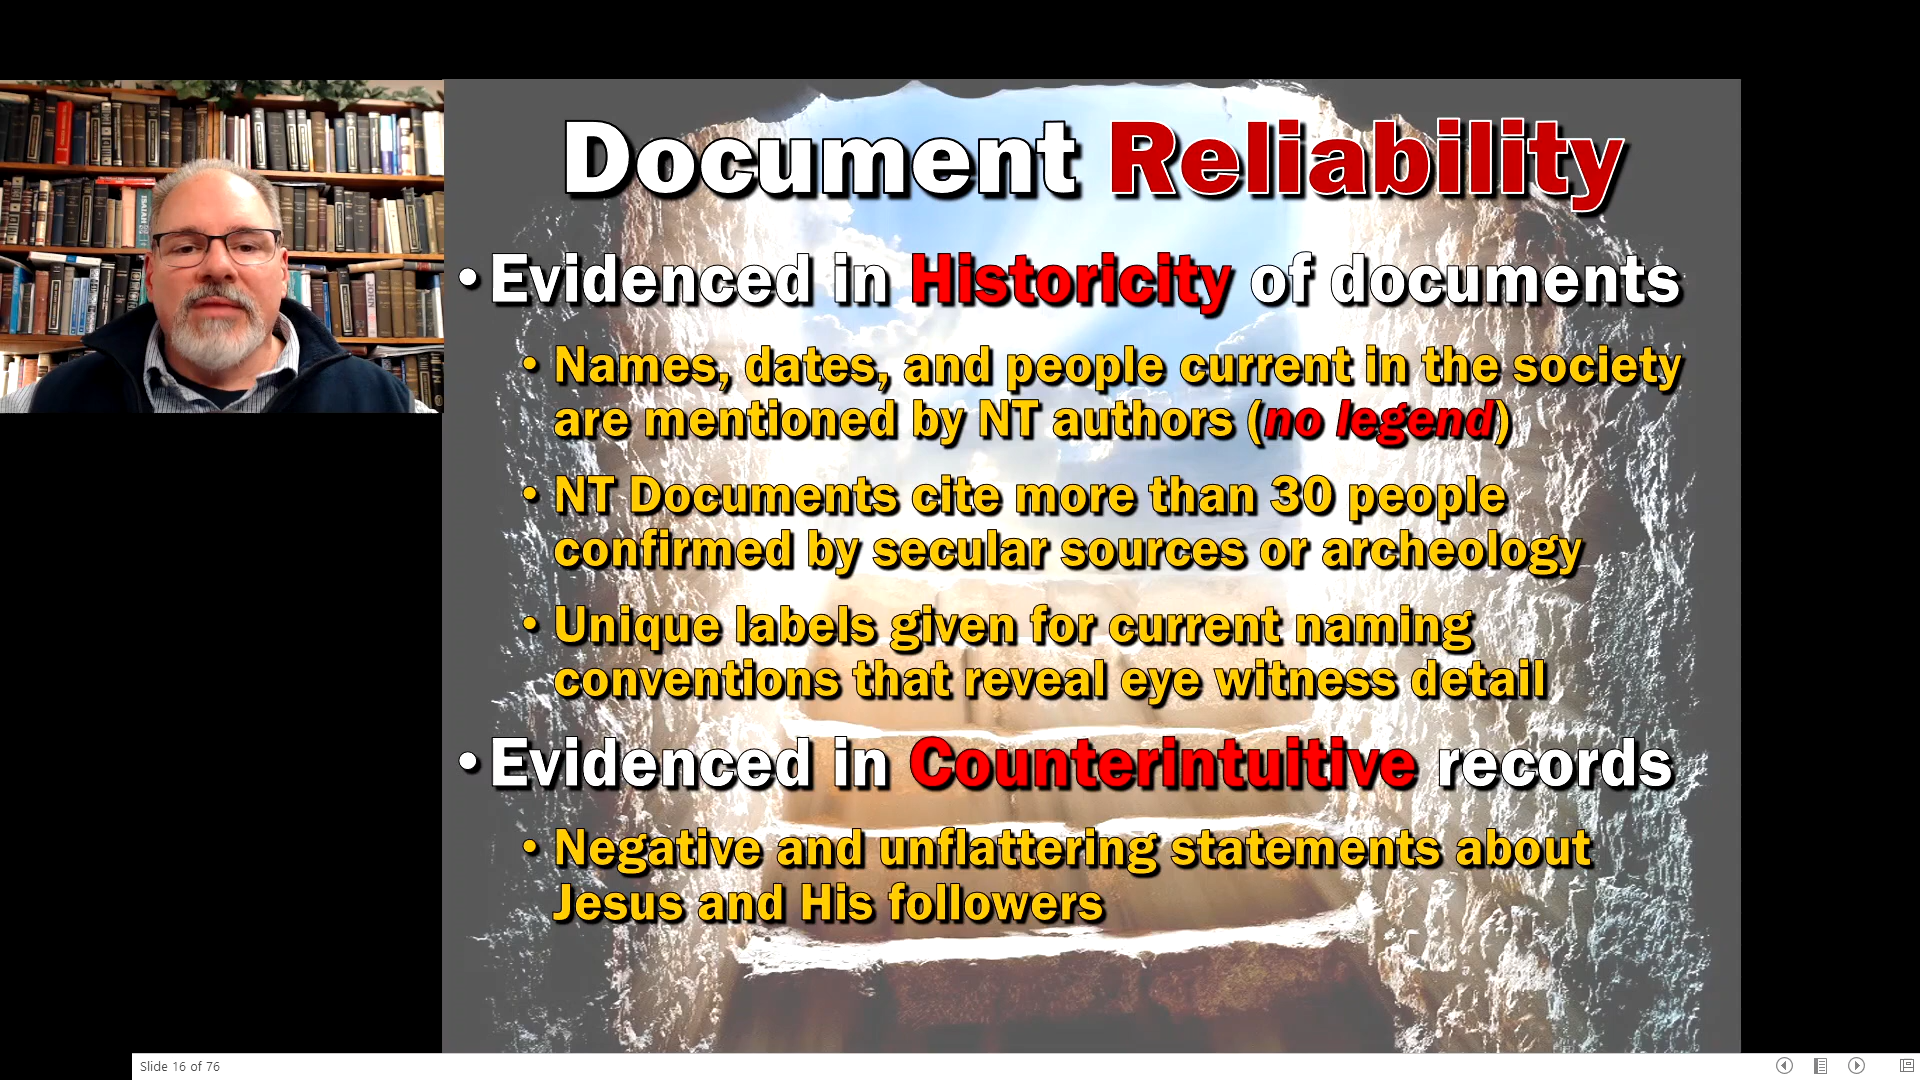 Document Reliability
• Evidenced in Historicity of documents
• Names, dates, and people current in the society
are mentioned by NT authors (no legend)
• NT Documents cite more than 30 people
confirmed by secular sources or archeology
• Unique labels given for current naming
conventions that reveal eye witness detail
• Evidenced in Counterintuitive records
• Negative and unflattering statements about
Jesus and His followers
ISAIAH
JOHN
Slide 16 of 76